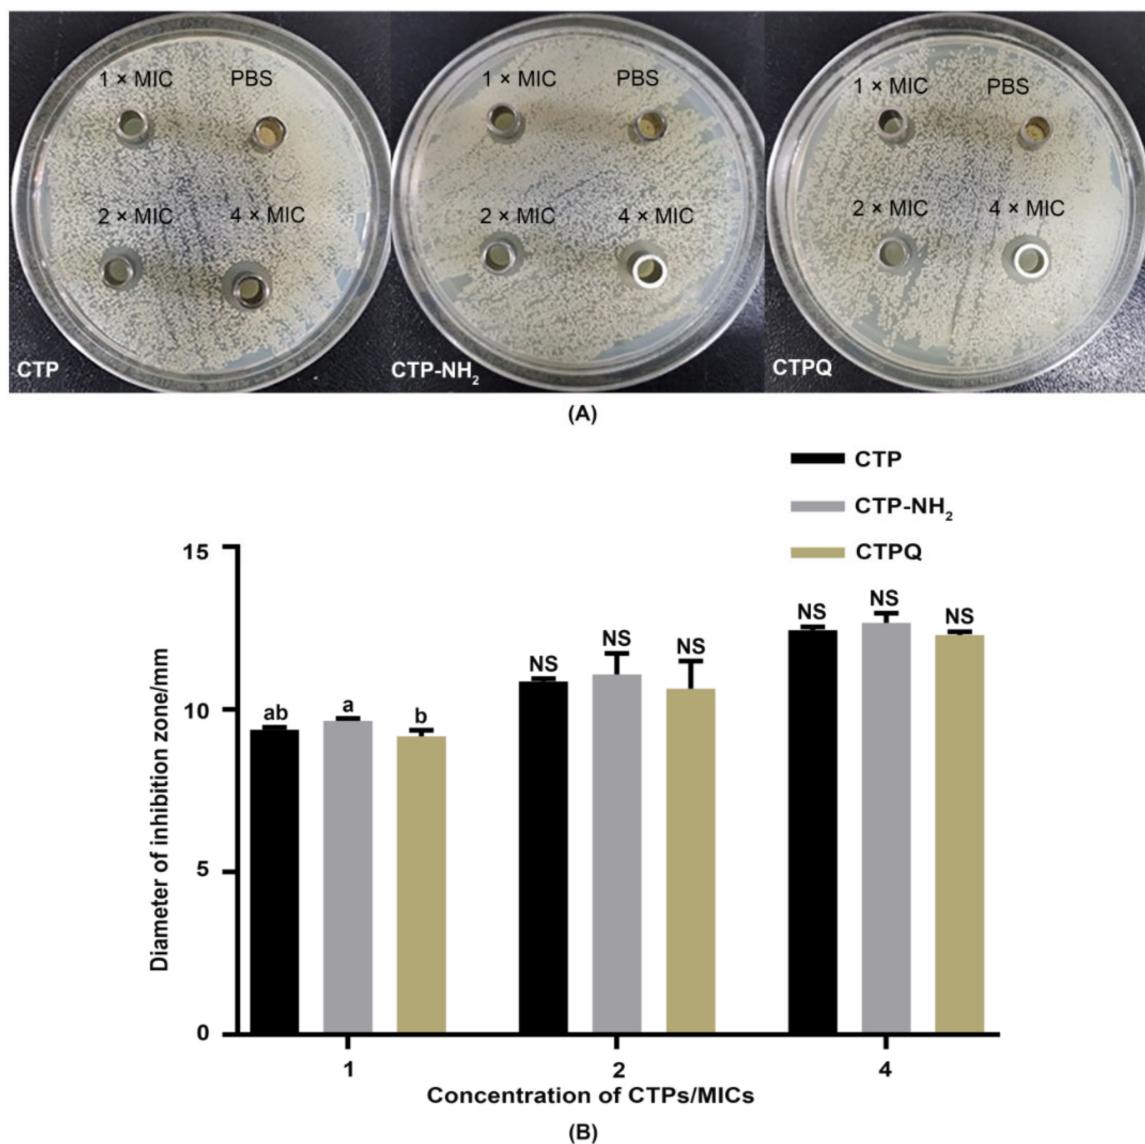 1 × MIC PBS
2 × MIC 4 × MIC
CTP
1 × MIC PBS
2 × MIC 4 × MIC
CTP-NH₂
1 × MIC PBS
2 × MIC 4 × MIC
CTPQ
(A)
CTP
CTP-NH₂
CTPQ
Diameter of inhibition zone/mm
15
10
5
0
ab a b
NS NS NS
NS NS NS
1 2 4
Concentration of CTPs/MICs
(B)